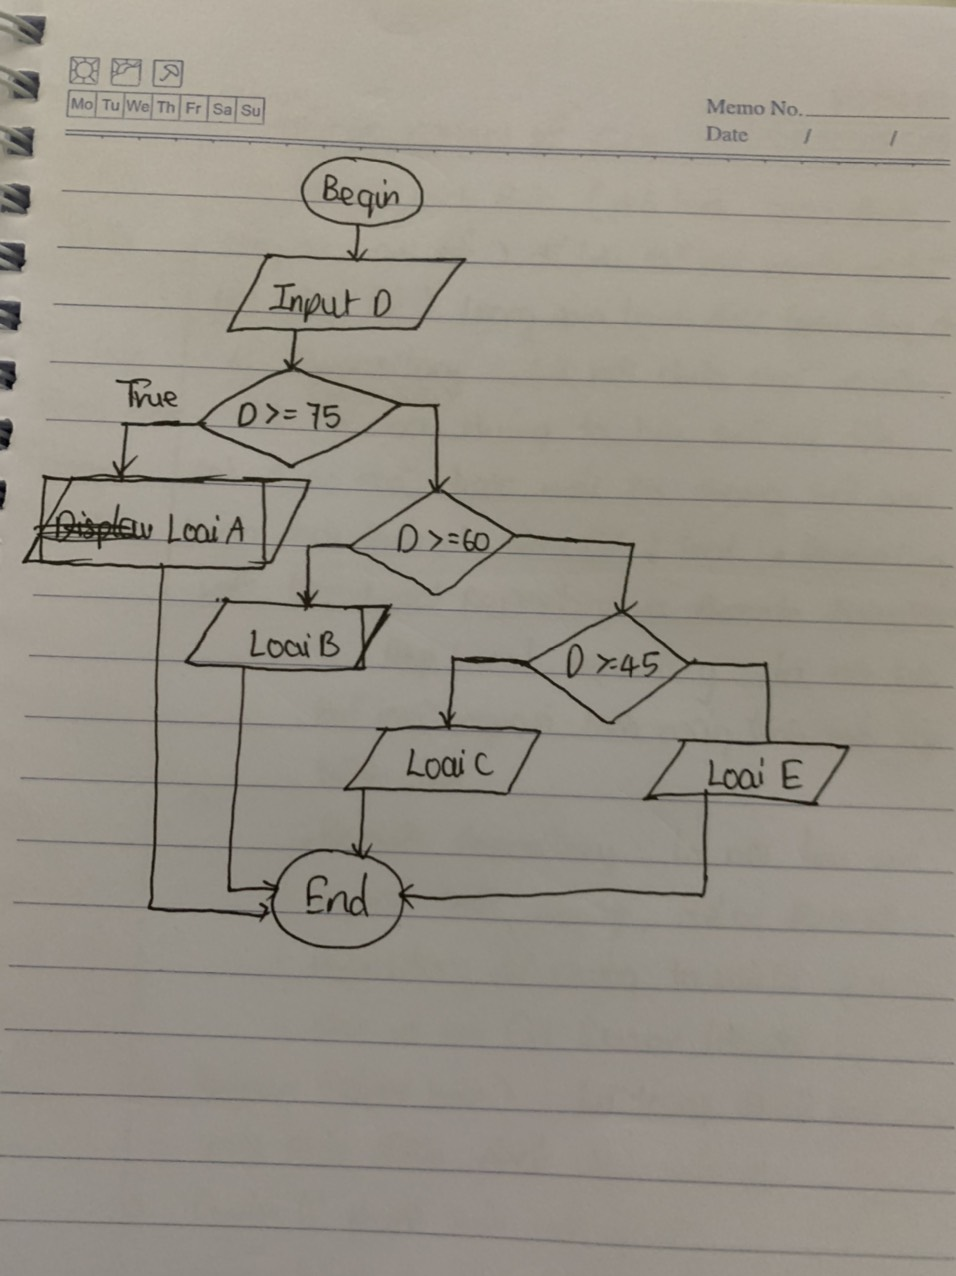 Mo Tu We Th Fr Sa Su
Memo No.
Date / /
Begin
Input D
True
D >= 75
Display Loai A
D >=60
Loai B
D >=45
Loai C
Loai E
End